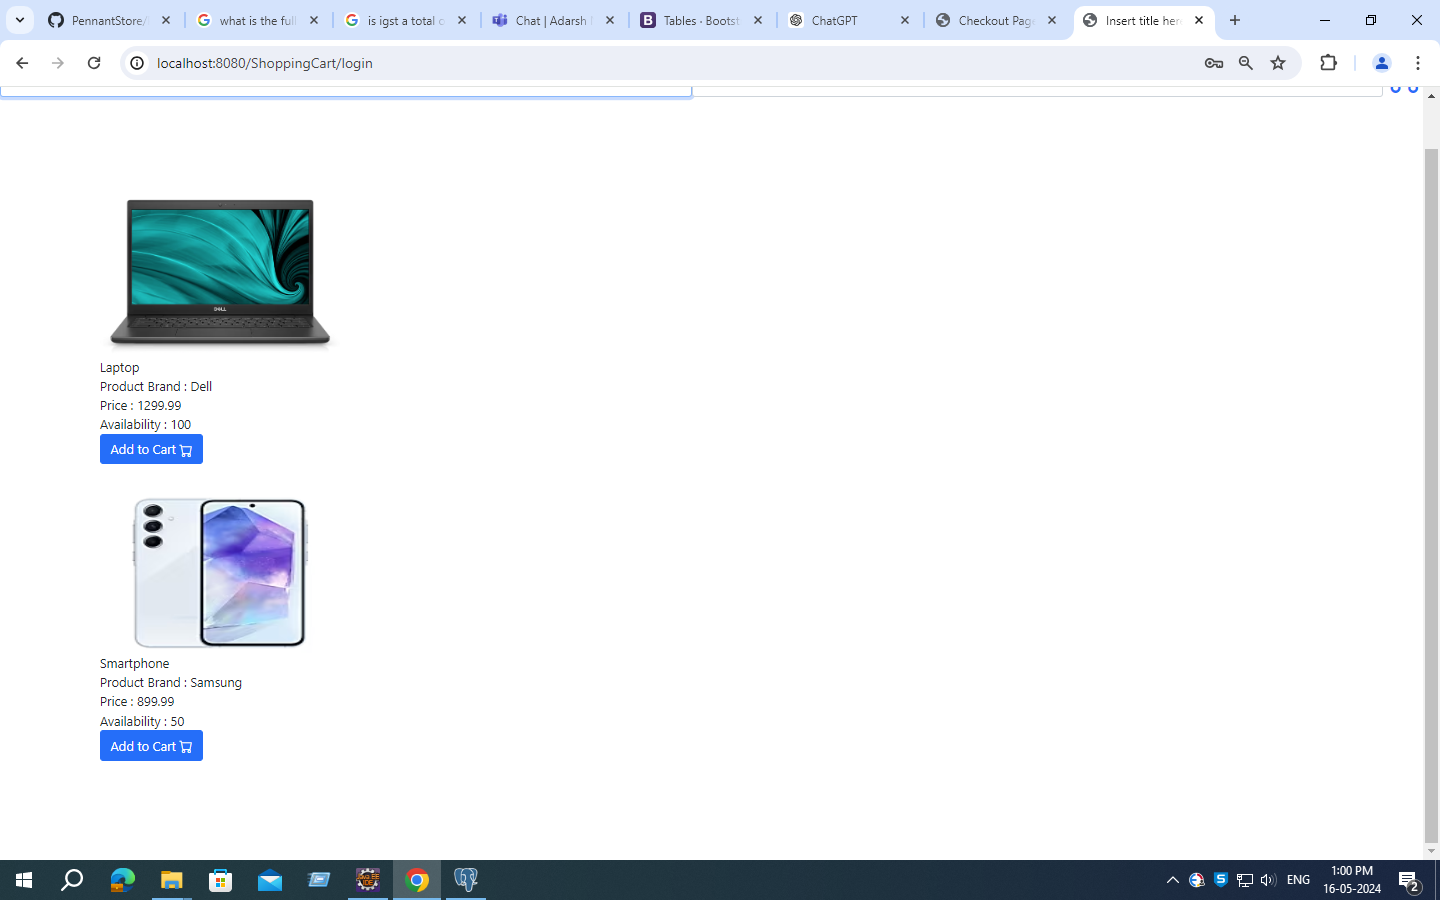 PennantStore/
what is the full
is igst a total o
Chat | Adarsh
Tables - Bootst
ChatGPT
Checkout Pag
Insert title her
localhost:8080/ShoppingCart/login
DELL
Laptop
Product Brand : Dell
Price : 1299.99
Availability : 100
Add to Cart
Smartphone
Product Brand : Samsung
Price : 899.99
Availability : 50
Add to Cart
ENG
1:00 PM
16-05-2024
2